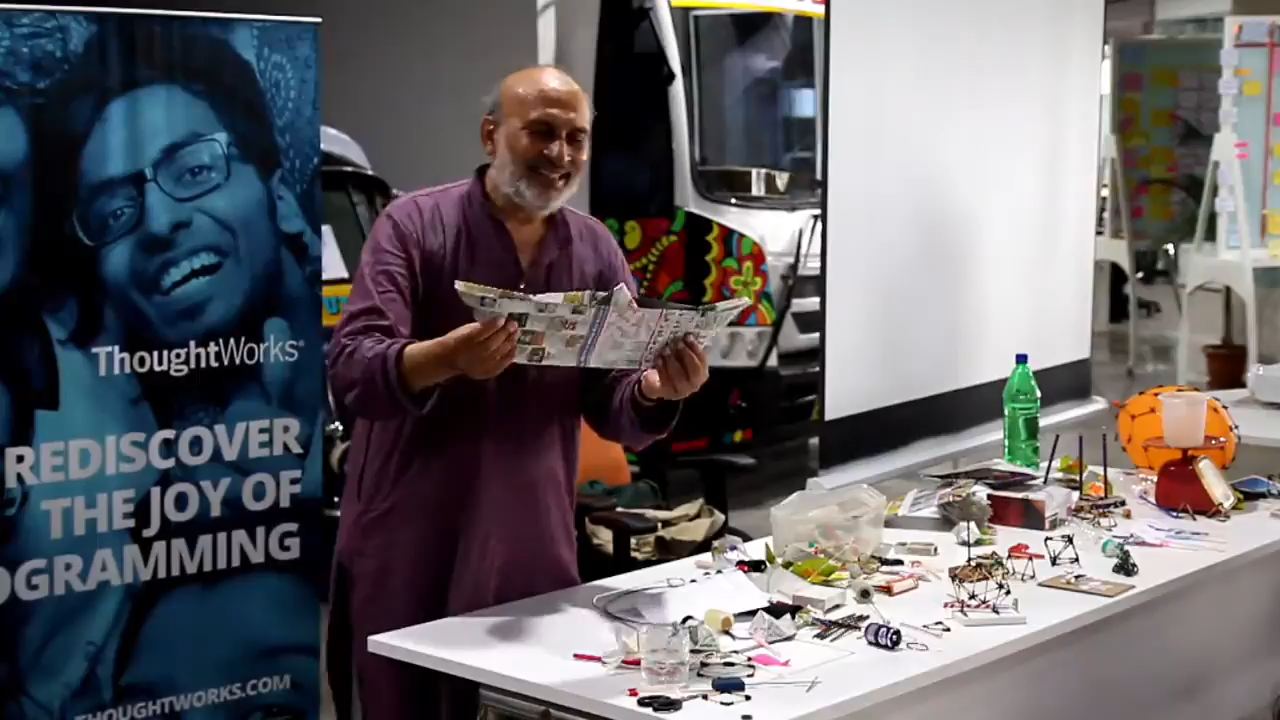 ThoughtWorks®
REDISCOVER
THE JOY OF
OGRAMMING
THOUGHTWORKS.COM